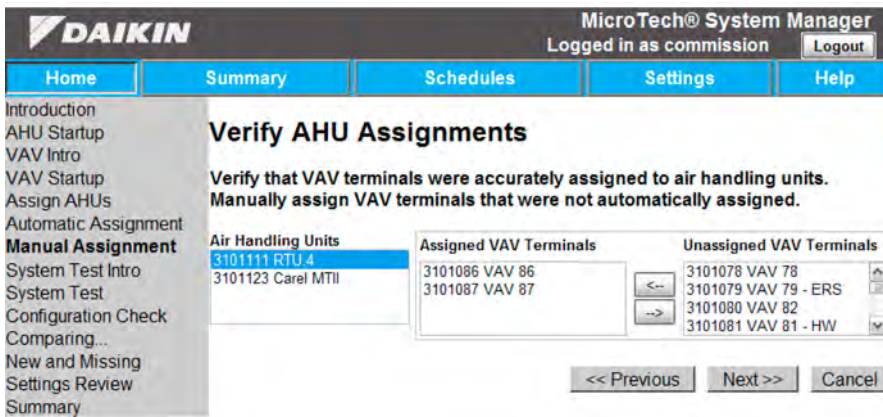 DAIKIN
MicroTech® System Manager
Logged in as commission Logout
Home Summary Schedules Settings Help
Introduction
AHU Startup
VAV Intro
VAV Startup
Assign AHUs
Automatic Assignment
Manual Assignment
System Test Intro
System Test
Configuration Check
Comparing...
New and Missing
Settings Review
Summary
Verify AHU Assignments
Verify that VAV terminals were accurately assigned to air handling units.
Manually assign VAV terminals that were not automatically assigned.
Air Handling Units
3101111 RTU.4
3101123 Carel MTII
Assigned VAV Terminals
3101086 VAV 86
3101087 VAV 87
<--
-->
Unassigned VAV Terminals
3101078 VAV 78
3101079 VAV 79 - ERS
3101080 VAV 82
3101081 VAV 81 - HW
<< Previous Next >> Cancel